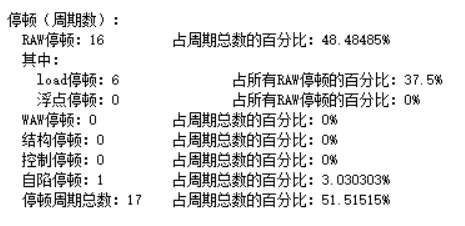 停顿（周期数）：
RAW停顿：16 占周期总数的百分比：48.48485%
其中：
load停顿：6 占所有RAW停顿的百分比：37.5%
浮点停顿：0 占所有RAW停顿的百分比：0%
WAW停顿：0 占周期总数的百分比：0%
结构停顿：0 占周期总数的百分比：0%
控制停顿：0 占周期总数的百分比：0%
自陷停顿：1 占周期总数的百分比：3.030303%
停顿周期总数：17 占周期总数的百分比：51.51515%